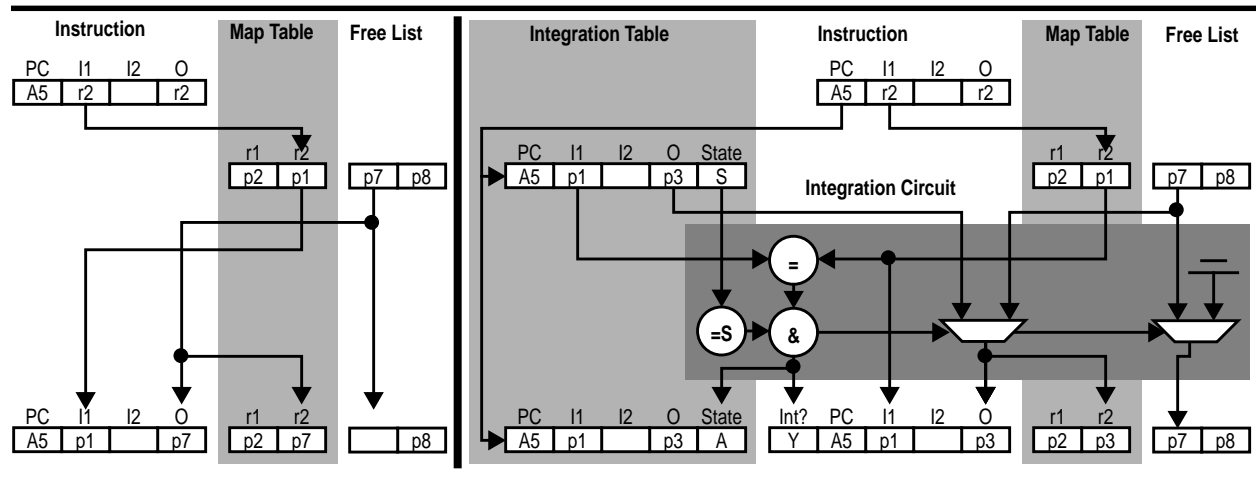 Instruction Map Table Free List Integration Table Instruction Map Table Free List
PC I1 I2 O PC I1 I2 O
A5 r2 r2 A5 r2 r2
r1 r2 PC I1 I2 O State r1 r2
p2 p1 p7 p8 A5 p1 p3 S p2 p1 p7 p8
Integration Circuit
=
=S &
PC I1 I2 O r1 r2 PC I1 I2 O State Int? PC I1 I2 O r1 r2
A5 p1 p7 p2 p7 p8 A5 p1 p3 A Y A5 p1 p3 p2 p3 p7 p8